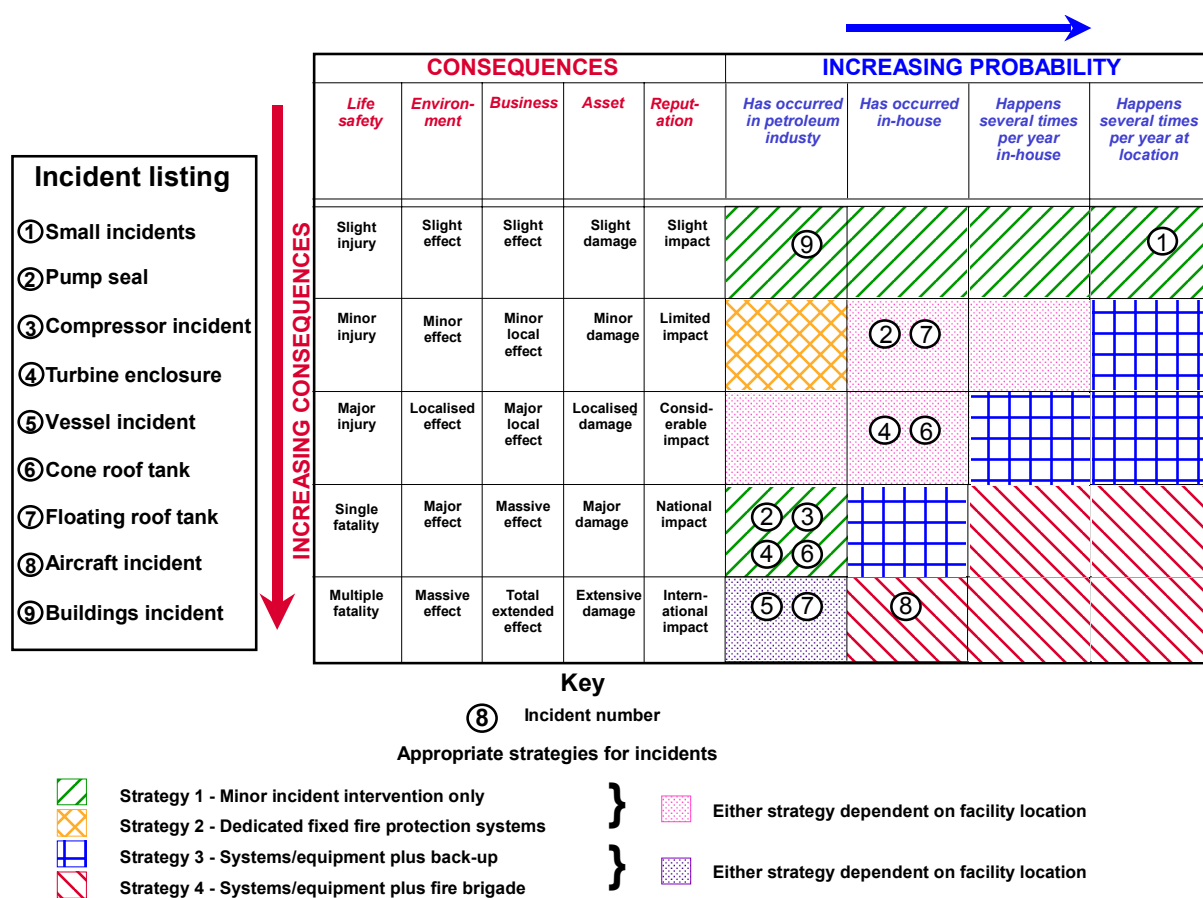 CONSEQUENCES
INCREASING PROBABILITY
Life
safety
Environ-
ment
Business
Asset
Reput-
ation
Has occurred
in petroleum
industy
Has occurred
in-house
Happens
several times
per year
in-house
Happens
several times
per year at
location
Incident listing
1 Small incidents
2 Pump seal
3 Compressor incident
4 Turbine enclosure
5 Vessel incident
6 Cone roof tank
7 Floating roof tank
8 Aircraft incident
9 Buildings incident
INCREASING CONSEQUENCES
Slight
injury
Slight
effect
Slight
effect
Slight
damage
Slight
impact
9
1
Minor
injury
Minor
effect
Minor
local
effect
Minor
damage
Limited
impact
2 7
Major
injury
Localised
effect
Major
local
effect
Localised
damage
Consid-
erable
impact
4 6
Single
fatality
Major
effect
Massive
effect
Major
damage
National
impact
2 3
4 6
Multiple
fatality
Massive
effect
Total
extended
effect
Extensive
damage
Intern-
ational
impact
5 7
8
Key
8 Incident number
Appropriate strategies for incidents
Strategy 1 - Minor incident intervention only
Strategy 2 - Dedicated fixed fire protection systems
} Either strategy dependent on facility location
Strategy 3 - Systems/equipment plus back-up
Strategy 4 - Systems/equipment plus fire brigade
} Either strategy dependent on facility location